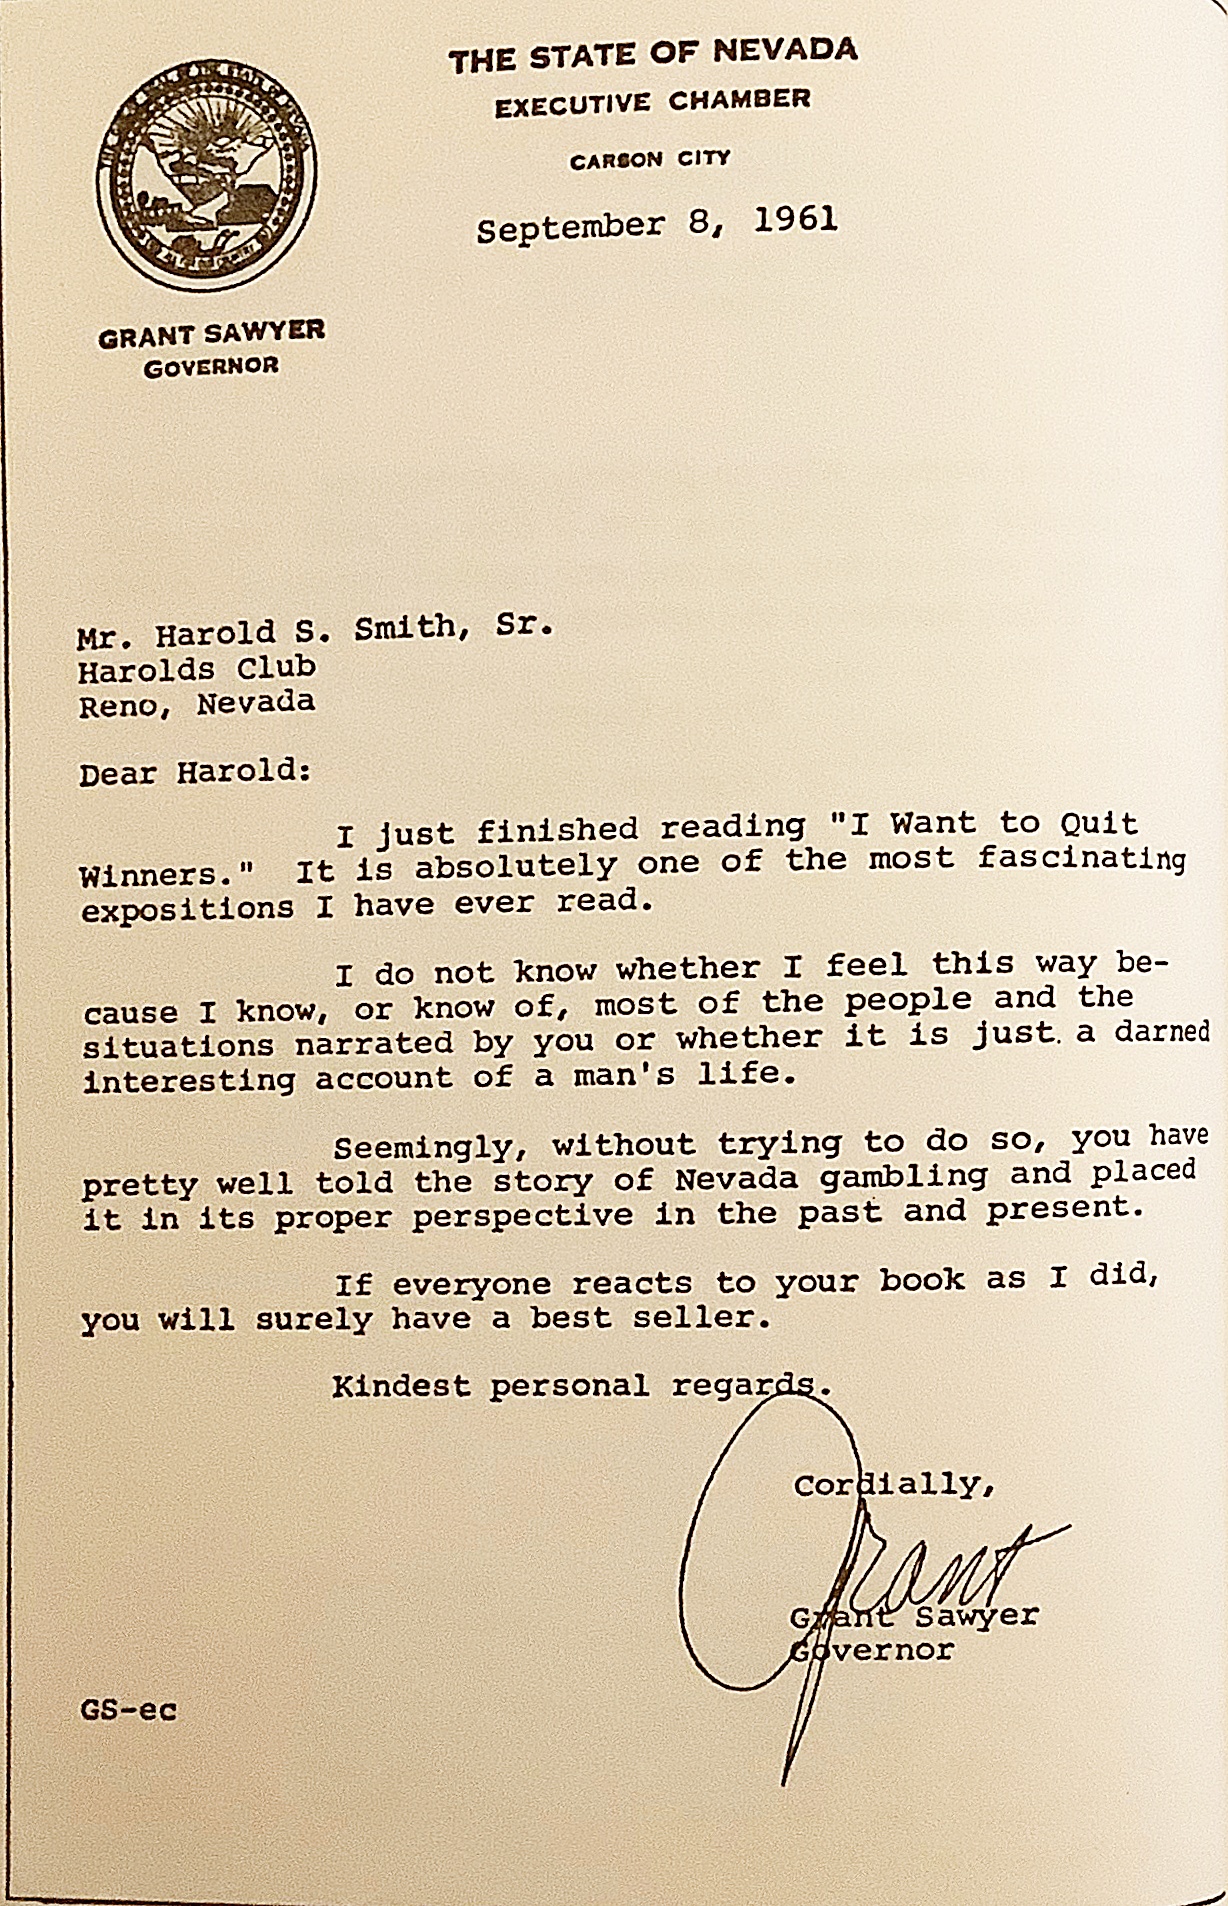 THE STATE OF NEVADA
EXECUTIVE CHAMBER
CARSON CITY
September 8, 1961
GRANT SAWYER
GOVERNOR
Mr. Harold S. Smith, Sr.
Harolds Club
Reno, Nevada
Dear Harold:
I just finished reading "I Want to Quit
Winners." It is absolutely one of the most fascinating
expositions I have ever read.
I do not know whether I feel this way be-
cause I know, or know of, most of the people and the
situations narrated by you or whether it is just a darned
interesting account of a man's life.
Seemingly, without trying to do so, you have
pretty well told the story of Nevada gambling and placed
it in its proper perspective in the past and present.
If everyone reacts to your book as I did,
you will surely have a best seller.
Kindest personal regards.
Cordially,
Grant
Grant Sawyer
Governor
GS-ec